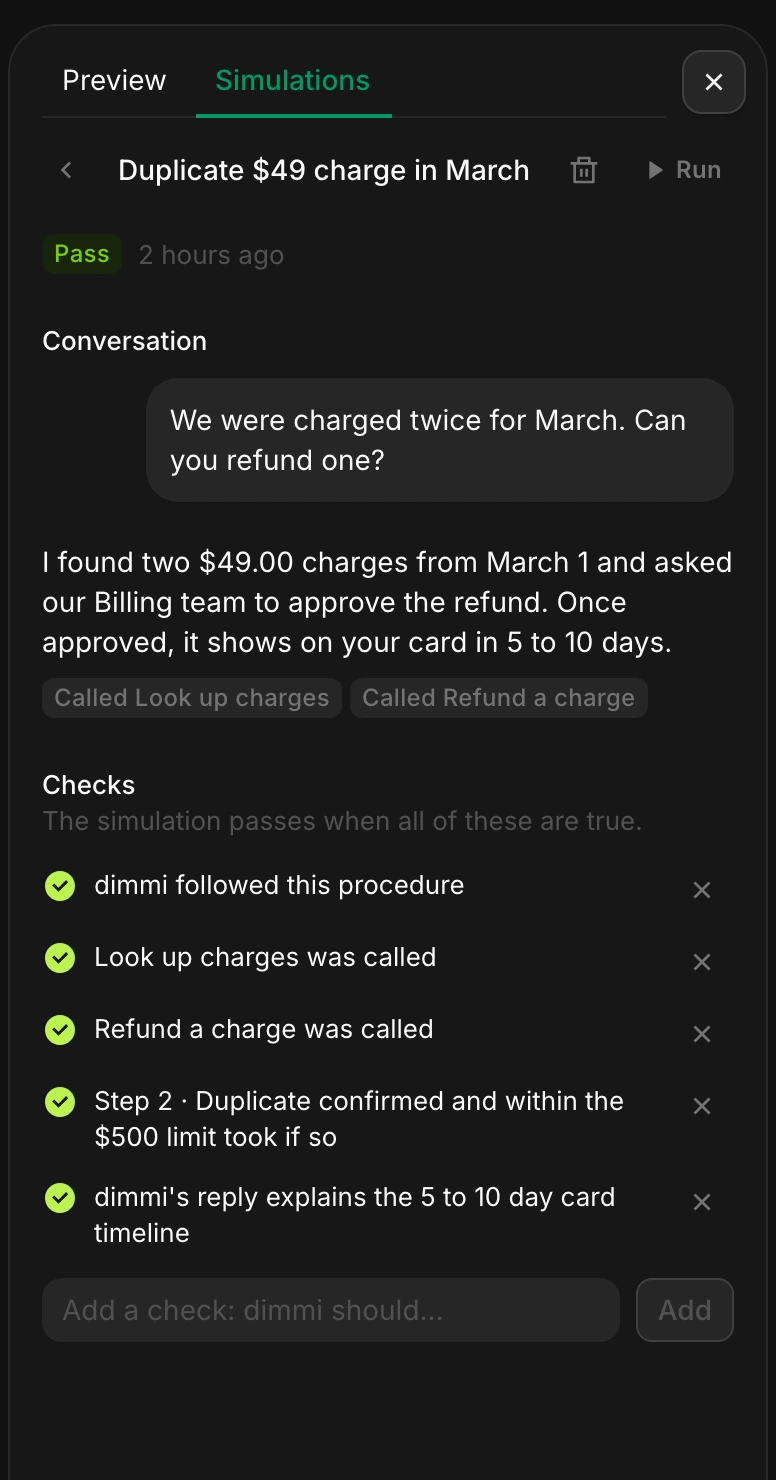 Preview
Simulations
Duplicate $49 charge in March
Run
Pass
2 hours ago
Conversation
We were charged twice for March. Can
you refund one?
I found two $49.00 charges from March 1 and asked
our Billing team to approve the refund. Once
approved, it shows on your card in 5 to 10 days.
Called Look up charges
Called Refund a charge
Checks
The simulation passes when all of these are true.
dimmi followed this procedure
Look up charges was called
Refund a charge was called
Step 2 · Duplicate confirmed and within the
$500 limit took if so
dimmi's reply explains the 5 to 10 day card
timeline
Add a check: dimmi should...
Add